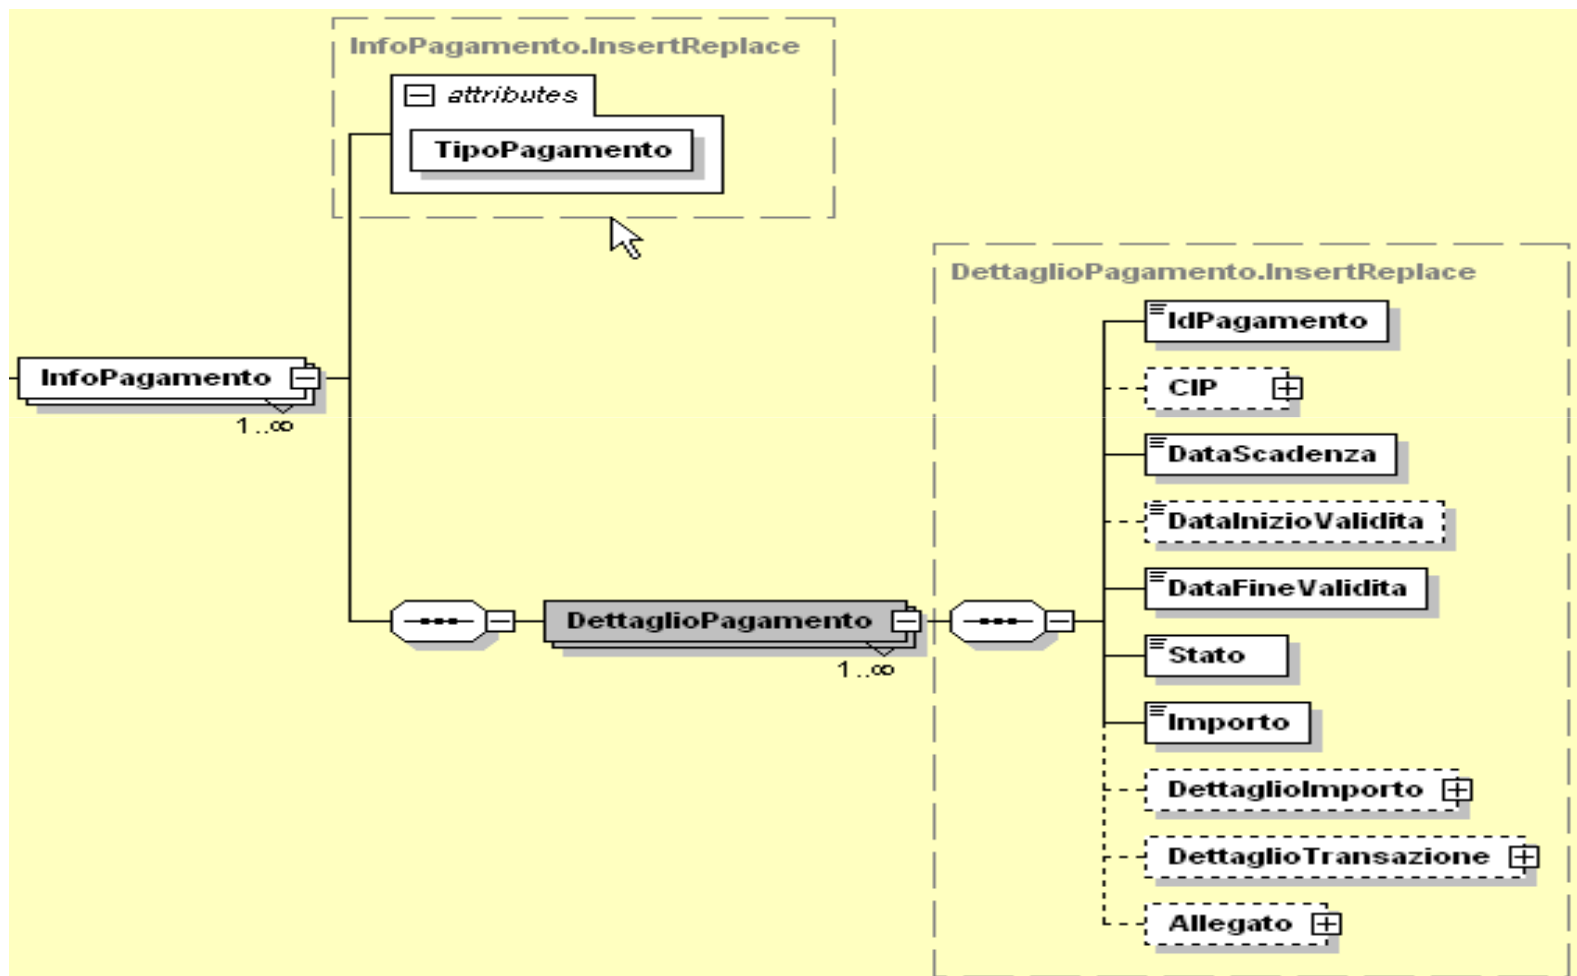 InfoPagamento.InsertReplace
attributes
TipoPagamento
InfoPagamento
1..∞
DettaglioPagamento
1..∞
DettaglioPagamento.InsertReplace
IdPagamento
CIP
DataScadenza
DataInizioValidita
DataFineValidita
Stato
Importo
DettaglioImporto
DettaglioTransazione
Allegato